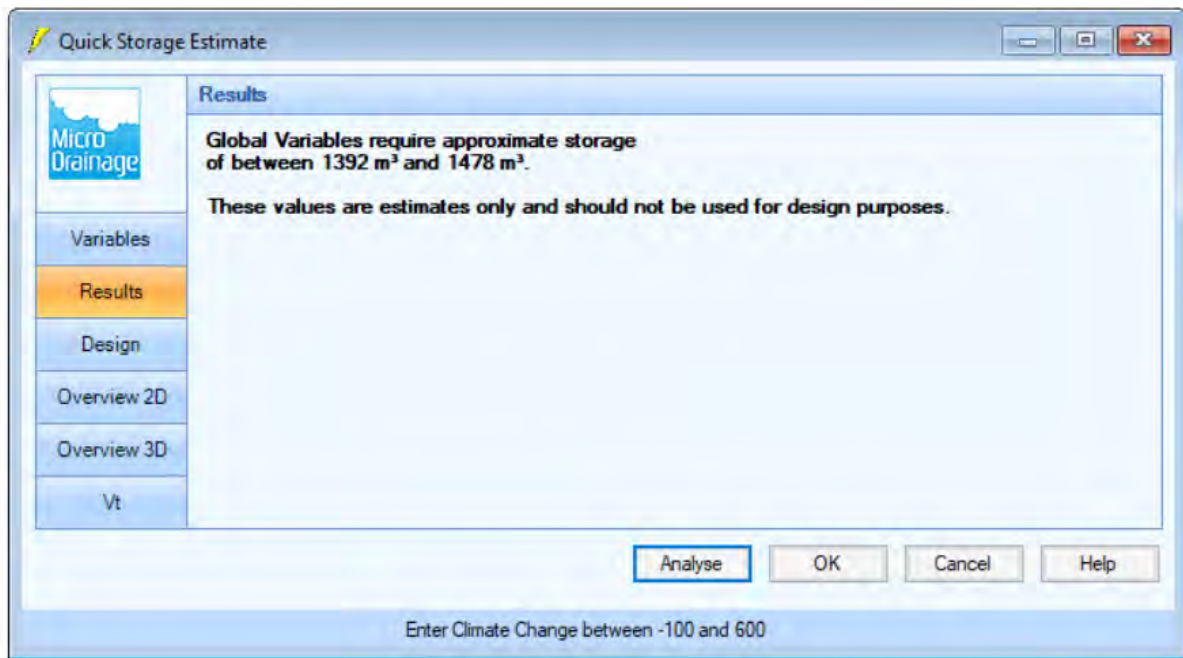 Quick Storage Estimate
Micro
Drainage
Variables
Results
Design
Overview 2D
Overview 3D
Vt
Results
Global Variables require approximate storage
of between 1392 m³ and 1478 m³.
These values are estimates only and should not be used for design purposes.
Analyse
OK
Cancel
Help
Enter Climate Change between -100 and 600